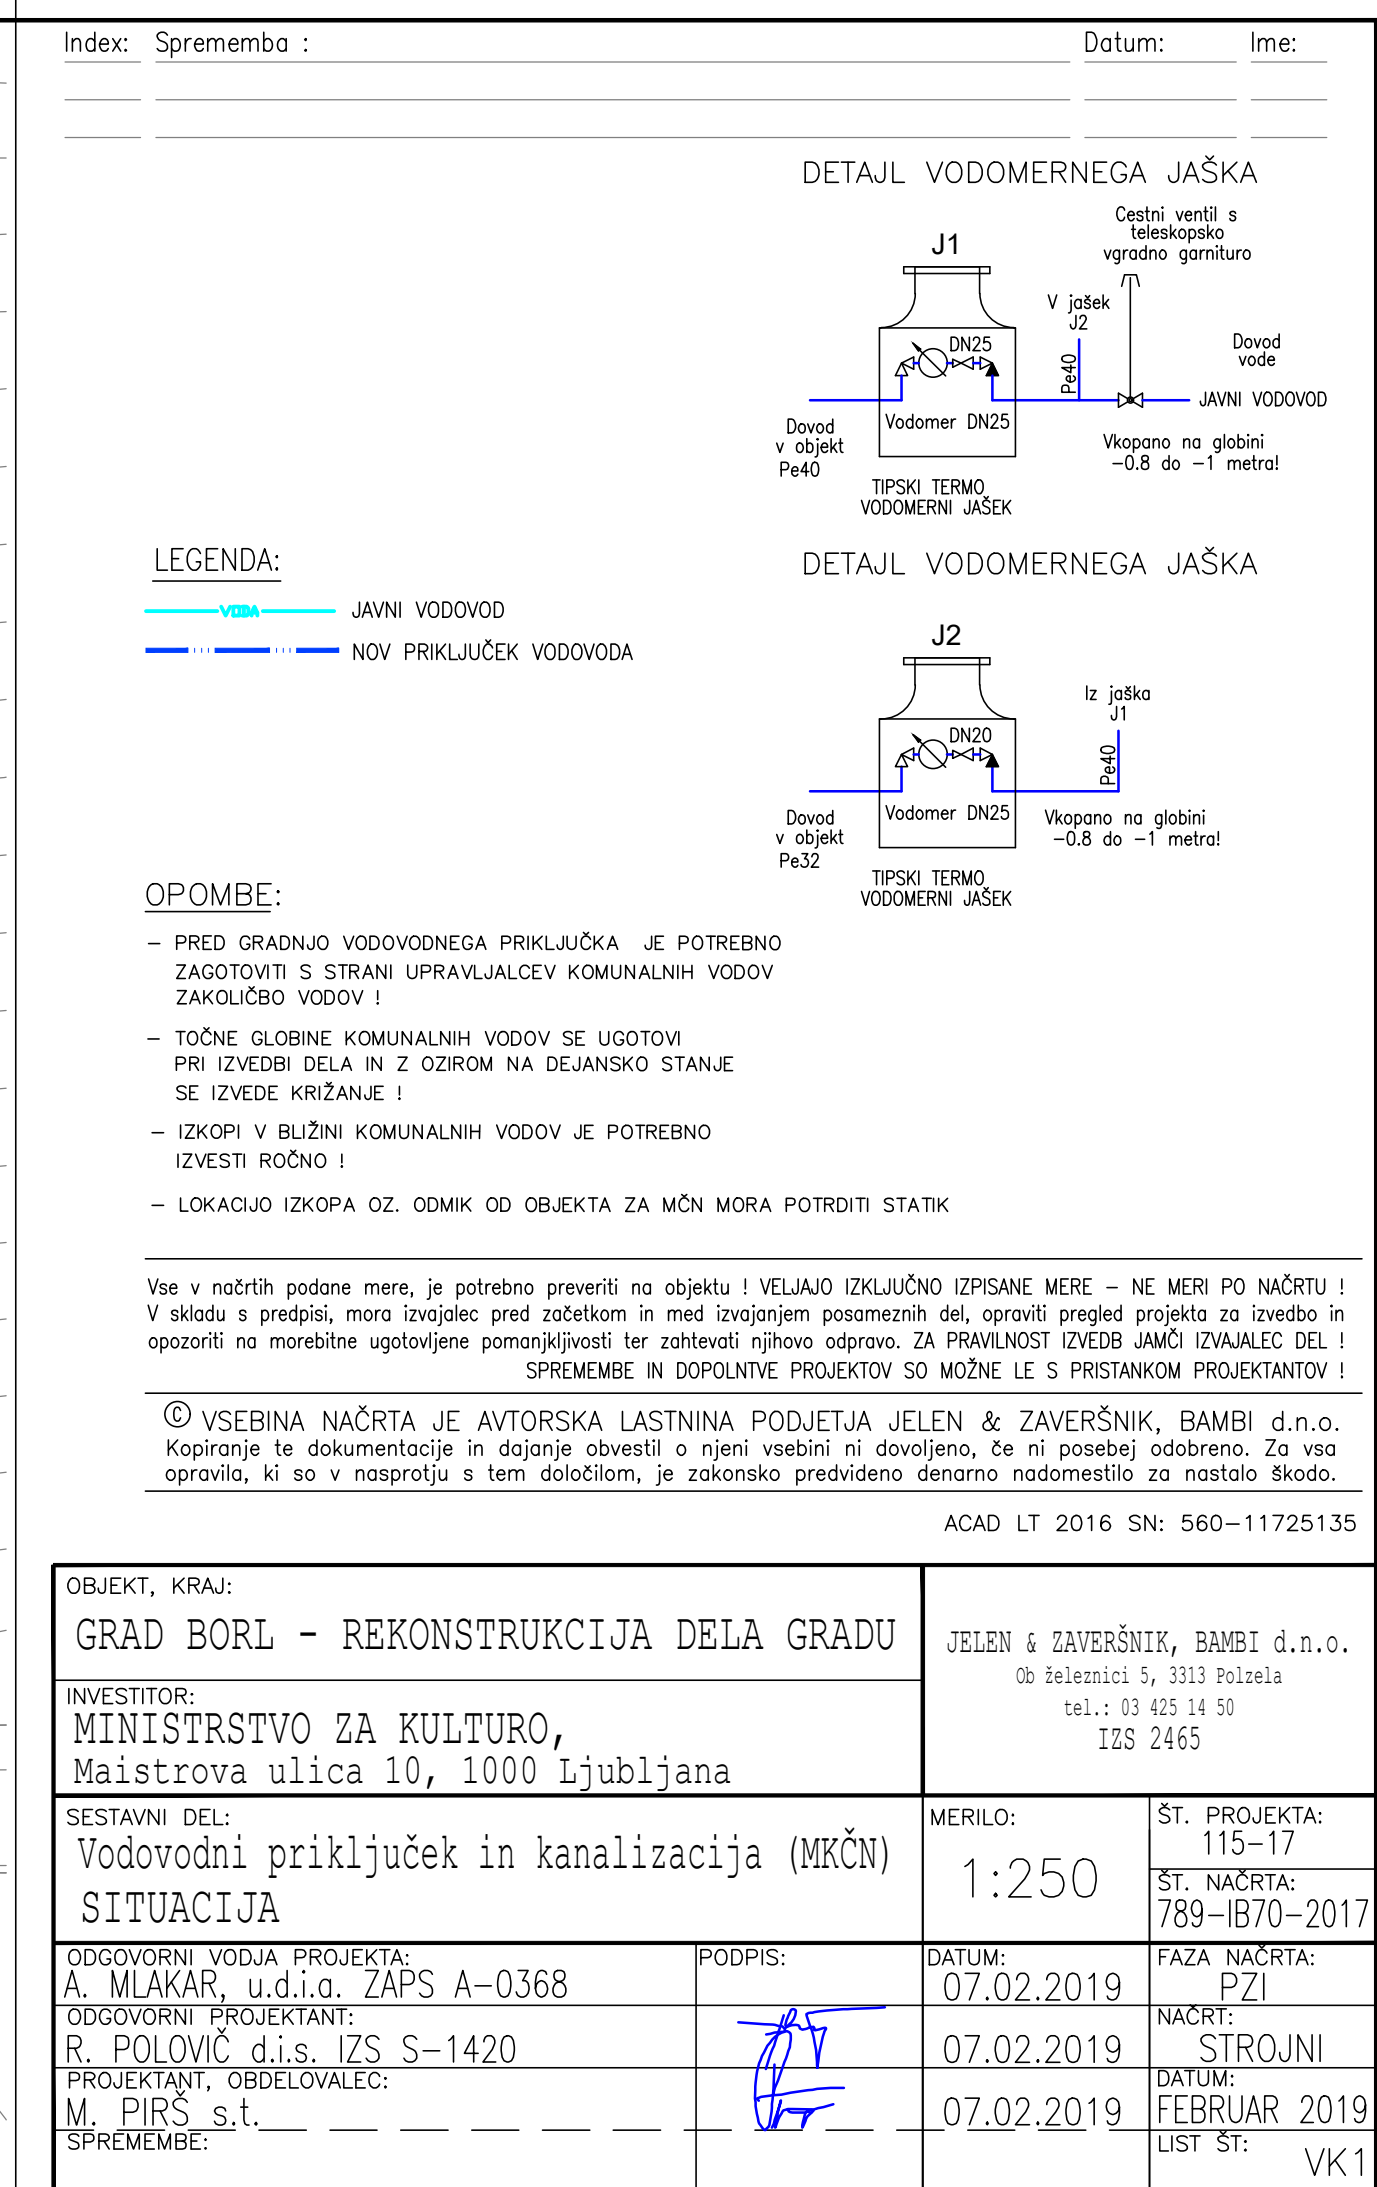 Index: Sprememba : Datum: Ime:
DETAJL VODOMERNEGA JAŠKA
Cestni ventil s
teleskopsko
vgradno garnituro
J1
V jašek
J2
DN25
Pe40
Dovod
vode
JAVNI VODOVOD
Vodomer DN25
Dovod
v objekt
Pe40
Vkopano na globini
-0.8 do -1 metra!
TIPSKI TERMO
VODOMERNI JAŠEK
LEGENDA:
VODA JAVNI VODOVOD
NOV PRIKLJUČEK VODOVODA
DETAJL VODOMERNEGA JAŠKA
J2
Iz jaška
J1
DN20
Pe40
Vodomer DN25
Dovod
v objekt
Pe32
Vkopano na globini
-0.8 do -1 metra!
TIPSKI TERMO
VODOMERNI JAŠEK
OPOMBE:
- PRED GRADNJO VODOVODNEGA PRIKLJUČKA JE POTREBNO
ZAGOTOVITI S STRANI UPRAVLJALCEV KOMUNALNIH VODOV
ZAKOLIČBO VODOV !
- TOČNE GLOBINE KOMUNALNIH VODOV SE UGOTOVI
PRI IZVEDBI DELA IN Z OZIROM NA DEJANSKO STANJE
SE IZVEDE KRIŽANJE !
- IZKOPI V BLIŽINI KOMUNALNIH VODOV JE POTREBNO
IZVESTI ROČNO !
- LOKACIJO IZKOPA OZ. ODMIK OD OBJEKTA ZA MČN MORA POTRDITI STATIK
Vse v načrtih podane mere, je potrebno preveriti na objektu ! VELJAJO IZKLJUČNO IZPISANE MERE - NE MERI PO NAČRTU !
V skladu s predpisi, mora izvajalec pred začetkom in med izvajanjem posameznih del, opraviti pregled projekta za izvedbo in
opozoriti na morebitne ugotovljene pomanjkljivosti ter zahtevati njihovo odpravo. ZA PRAVILNOST IZVEDB JAMČI IZVAJALEC DEL !
SPREMEMBE IN DOPOLNTVE PROJEKTOV SO MOŽNE LE S PRISTANKOM PROJEKTANTOV !
© VSEBINA NAČRTA JE AVTORSKA LASTNINA PODJETJA JELEN & ZAVERŠNIK, BAMBI d.n.o.
Kopiranje te dokumentacije in dajanje obvestil o njeni vsebini ni dovoljeno, če ni posebej odobreno. Za vsa
opravila, ki so v nasprotju s tem določilom, je zakonsko predvideno denarno nadomestilo za nastalo škodo.
ACAD LT 2016 SN: 560-11725135
OBJEKT, KRAJ:
GRAD BORL - REKONSTRUKCIJA DELA GRADU
INVESTITOR:
MINISTRSTVO ZA KULTURO,
Maistrova ulica 10, 1000 Ljubljana
JELEN & ZAVERŠNIK, BAMBI d.n.o.
Ob železnici 5, 3313 Polzela
tel.: 03 425 14 50
IZS 2465
SESTAVNI DEL:
Vodovodni priključek in kanalizacija (MKČN)
SITUACIJA
MERILO:
1:250
ŠT. PROJEKTA:
115-17
ŠT. NAČRTA:
789-IB70-2017
ODGOVORNI VODJA PROJEKTA: PODPIS: DATUM: FAZA NAČRTA:
A. MLAKAR, u.d.i.a. ZAPS A-0368 07.02.2019 PZI
ODGOVORNI PROJEKTANT: NAČRT:
R. POLOVIČ d.i.s. IZS S-1420 07.02.2019 STROJNI
PROJEKTANT, OBDELOVALEC: DATUM:
M. PIRŠ s.t. 07.02.2019 FEBRUAR 2019
SPREMEMBE: LIST ŠT:
VK1